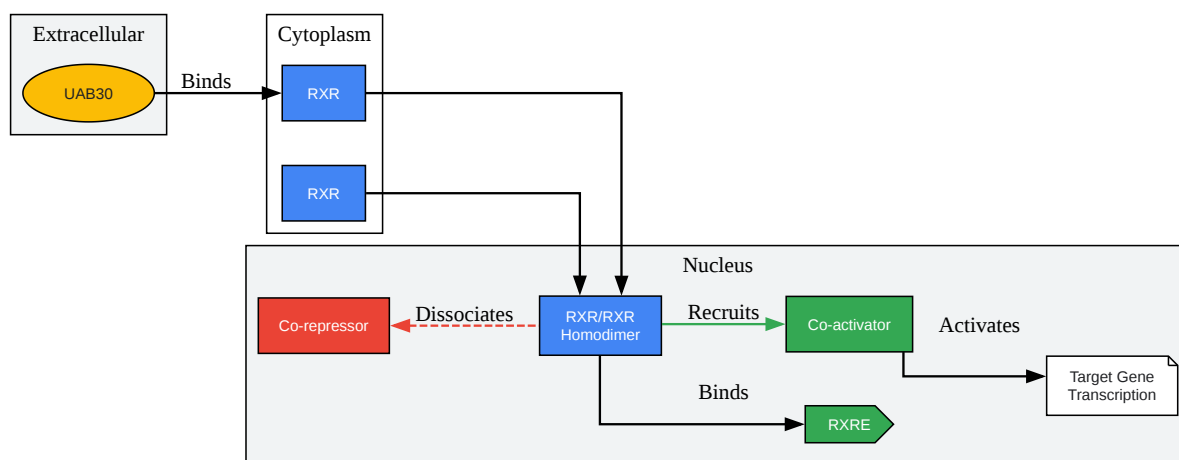 Extracellular
Cytoplasm
UAB30
Binds
RXR
RXR
Nucleus
Co-repressor
Dissociates
RXR/RXR
Homodimer
Recruits
Co-activator
Activates
Target Gene
Transcription
Binds
RXRE